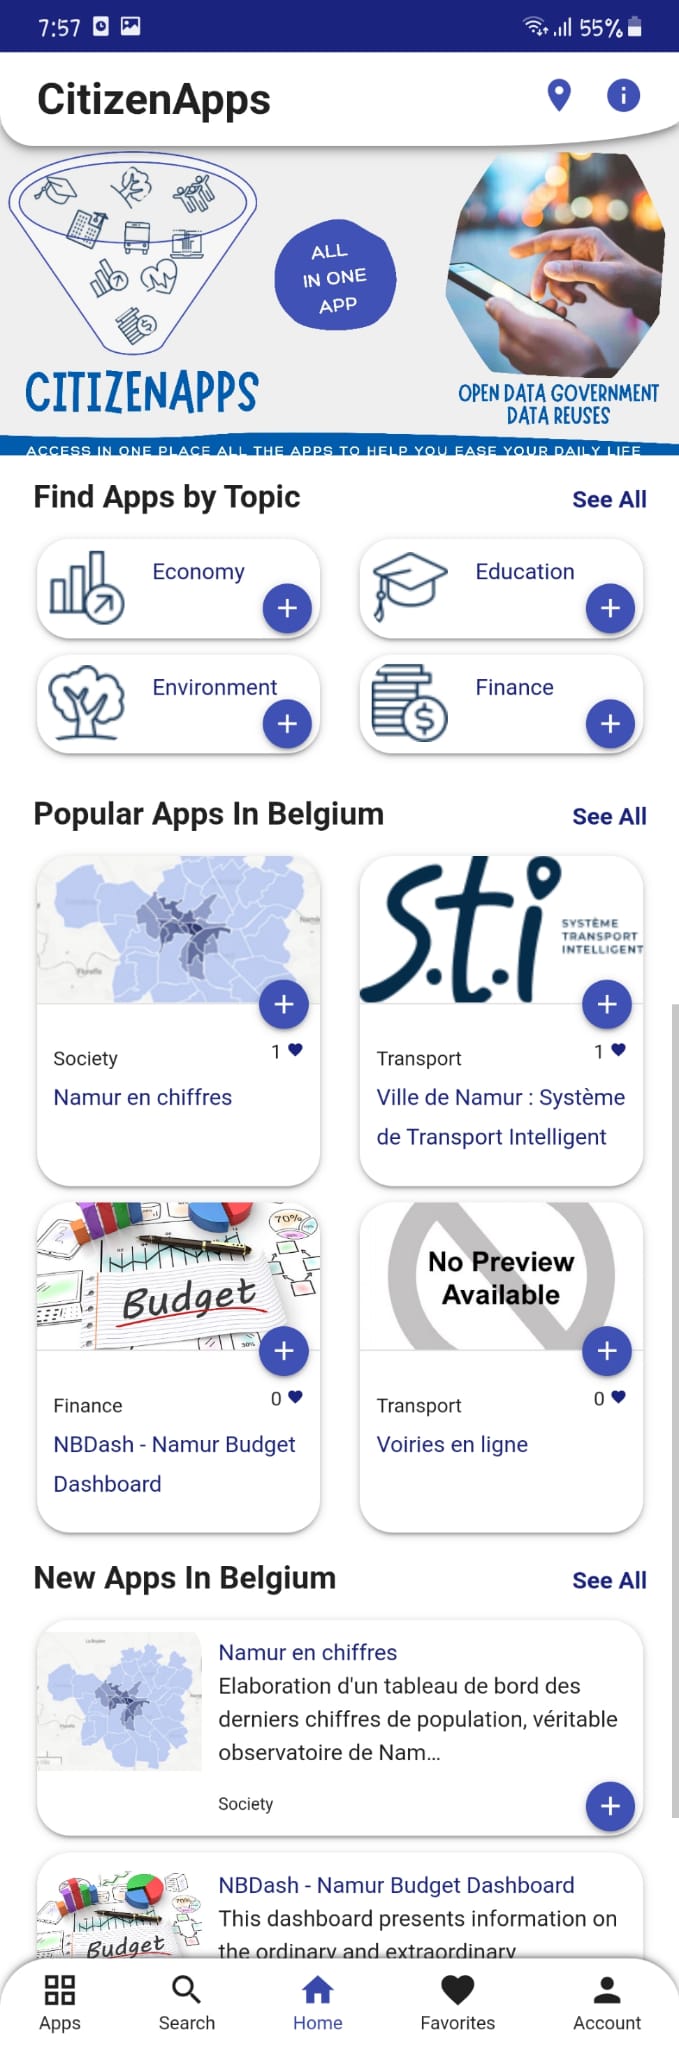 7:57
55%
CitizenApps
ALL
IN ONE
APP
CITIZENAPPS
OPEN DATA GOVERNMENT
DATA REUSES
ACCESS IN ONE PLACE ALL THE APPS TO HELP YOU EASE YOUR DAILY LIFE
Find Apps by Topic
See All
Economy
Education
Environment
Finance
Popular Apps In Belgium
See All
Floreffe
s.t.i
SYSTÈME
TRANSPORT
INTELLIGENT
Society
1
Transport
1
Namur en chiffres
Ville de Namur : Système
de Transport Intelligent
70%
Budget
30%
No Preview
Available
Finance
0
Transport
0
NBDash - Namur Budget
Dashboard
Voiries en ligne
New Apps In Belgium
See All
Namur en chiffres
Elaboration d'un tableau de bord des
derniers chiffres de population, véritable
observatoire de Nam...
Society
NBDash - Namur Budget Dashboard
This dashboard presents information on
the ordinary and extraordinary
70%
Budget
Apps
Search
Home
Favorites
Account